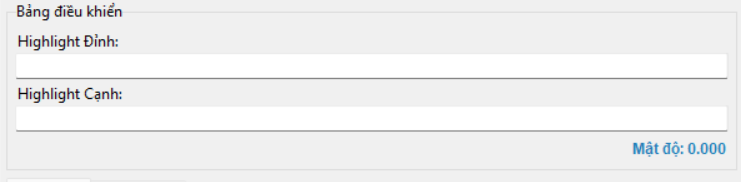 Bảng điều khiển
Highlight Đỉnh:
Highlight Cạnh:
Mật độ: 0.000